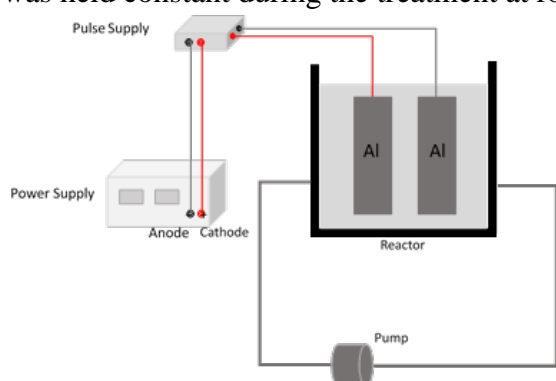 was held constant during the treatment at
Pulse Supply
Al Al
Power Supply
Anode Cathode
Reactor
Pump